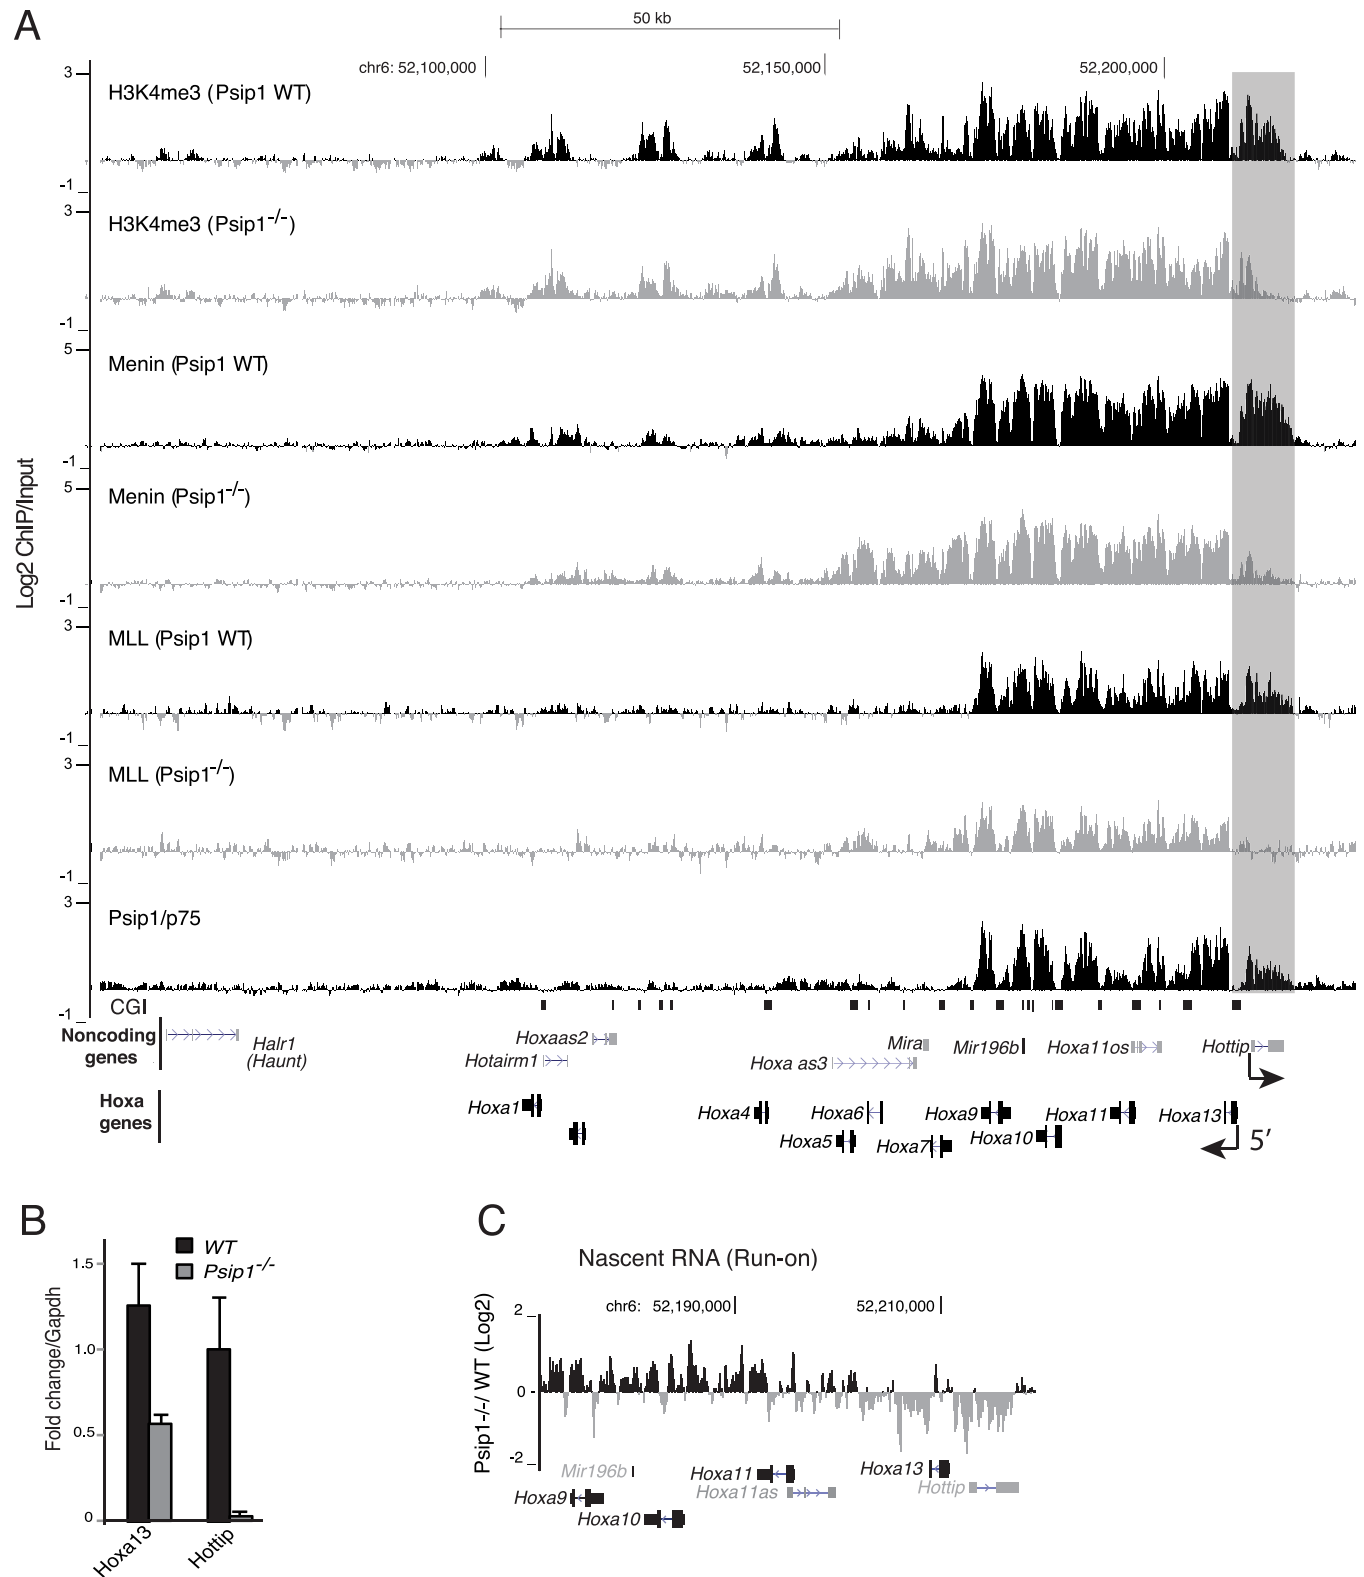 A
50 kb
chr6: 52,100,000
52,150,000
52,200,000
3
H3K4me3 (Psip1 WT)
-1
3
H3K4me3 (Psip1-/-)
-1
5
Menin (Psip1 WT)
-1
5
Menin (Psip1-/-)
-1
3
MLL (Psip1 WT)
-1
3
MLL (Psip1-/-)
-1
3
Psip1/p75
-1
Log2 ChIP/Input
CGI
Noncoding genes
Halr1 (Haunt)
Hoxaas2
Hotairm1
Hoxa as3
Mira
Mir196b
Hoxa11os
Hottip
Hoxa genes
Hoxa1
Hoxa4
Hoxa5
Hoxa6
Hoxa7
Hoxa9
Hoxa10
Hoxa11
Hoxa13
5′
B
WT
Psip1-/-
Fold change/Gapdh
1.5
1.0
0.5
0
Hoxa13
Hottip
C
Nascent RNA (Run-on)
chr6: 52,190,000
52,210,000
Psip1-/-/ WT (Log2)
2
0
-2
Mir196b
Hoxa9
Hoxa10
Hoxa11
Hoxa11as
Hoxa13
Hottip